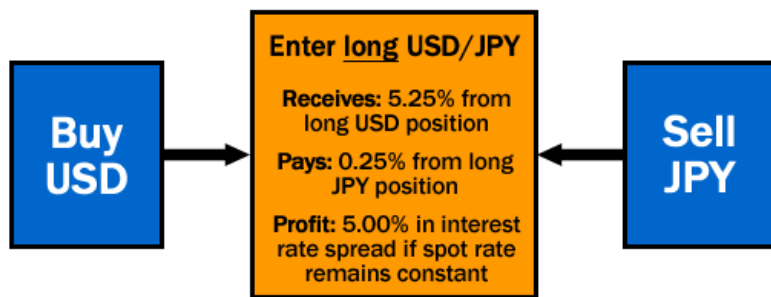 Buy
USD
Enter long USD/JPY
Receives: 5.25% from
long USD position
Pays: 0.25% from long
JPY position
Profit: 5.00% in interest
rate spread if spot rate
remains constant
Sell
JPY